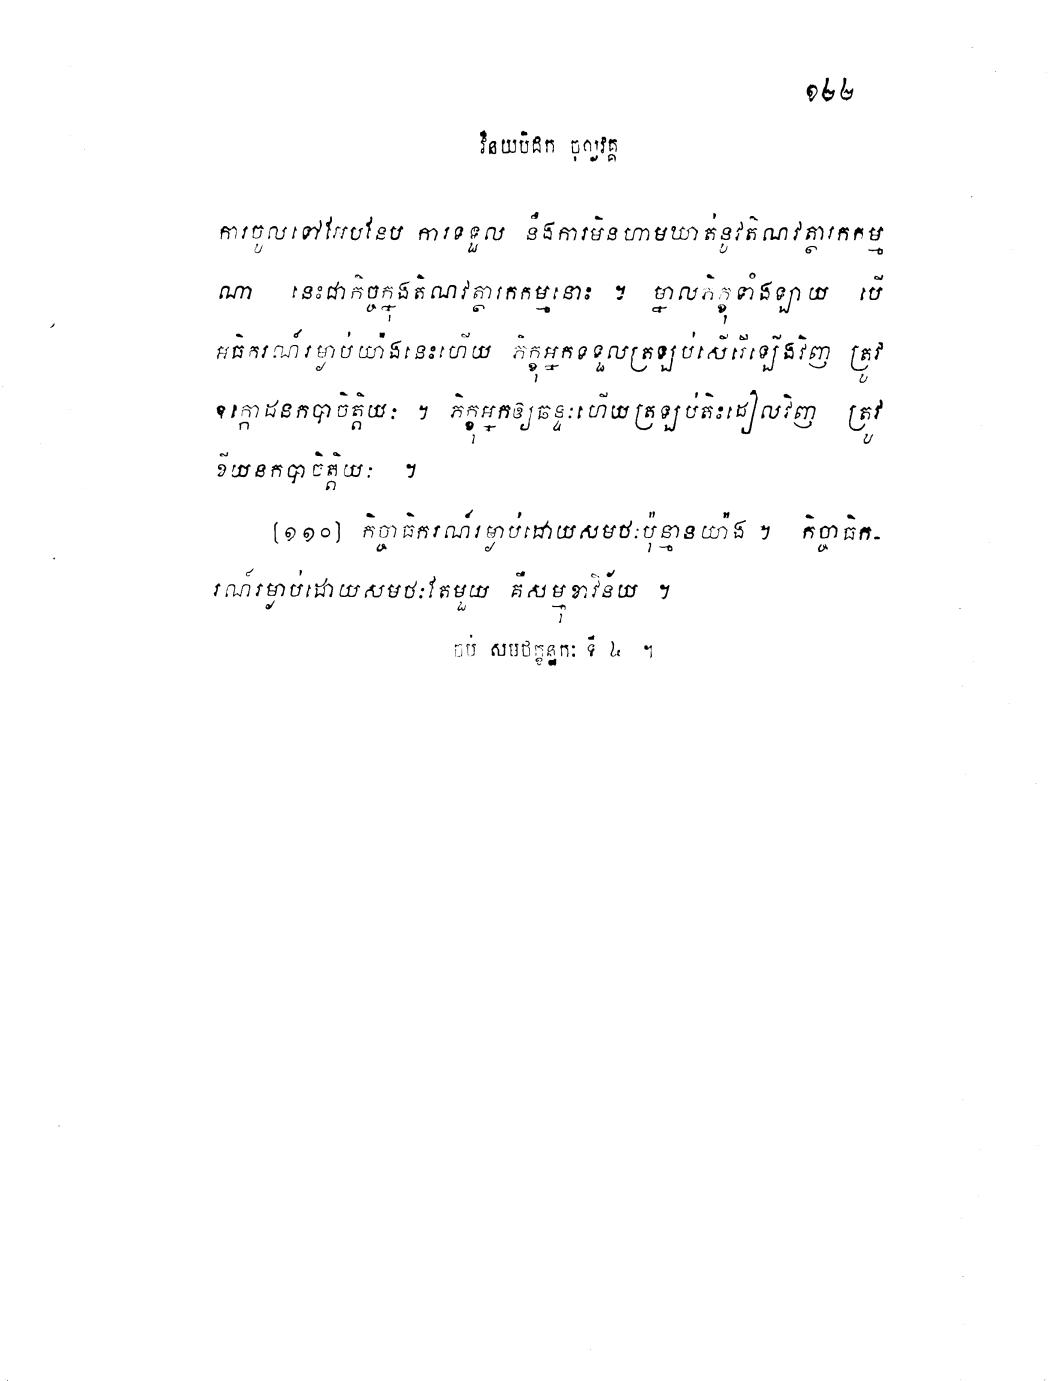 ១៤៤
វិនយបិដក ចុល្លវគ្គ
ការចូលទៅអែបនែប ការទទួល នឹងការមិនហាមឃាត់នូវតិណវត្ថារកកម្ម
ណា នេះជាកិច្ចក្នុងតិណវត្ថារកកម្មនោះ ។ ម្នាលភិក្ខុទាំងឡាយ បើ
អធិករណ៍រម្ងាប់យ៉ាងនេះហើយ ភិក្ខុអ្នកទទួលត្រឡប់សើរើឡើងវិញ ត្រូវ
ឧក្កោដនកបាចិត្តិយៈ ។ ភិក្ខុអ្នកឲ្យឆន្ទៈហើយត្រឡប់តិះដៀលវិញ ត្រូវ
ខីយនកបាចិត្តិយៈ ។
[១១០] កិច្ចាធិករណ៍រម្ងាប់ដោយសមថៈប៉ុន្មានយ៉ាង ។ កិច្ចាធិក-
រណ៍រម្ងាប់ដោយសមថៈតែមួយ គឺសម្មុខាវិន័យ ។
ចប់ សមថក្ខន្ធកៈ ទី ៤ ។